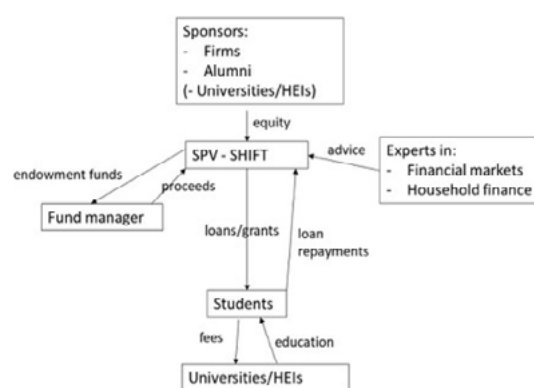 Sponsors:
- Firms
- Alumni
(- Universities/HEIs)
equity
SPV - SHIFT
advice
Experts in:
- Financial markets
- Household finance
endowment funds
proceeds
Fund manager
loans/grants
loan
repayments
Students
fees
education
Universities/HEIs